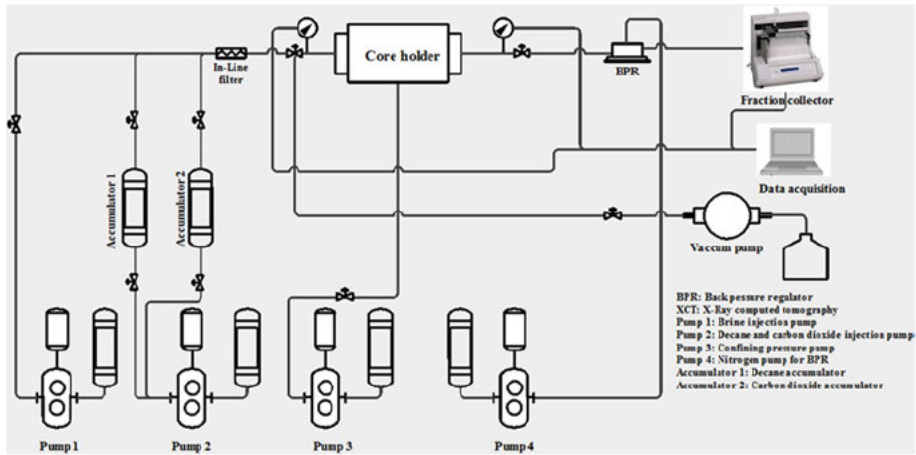 Core holder
In-Line
filter
BPR
Fraction collector
Accumulator 1
Accumulator 2
Data acquisition
Vaccum pump
BPR: Back pressure regulator
XCT: X-Ray computed tomography
Pump 1: Brine injection pump
Pump 2: Decane and carbon dioxide injection pump
Pump 3: Confining pressure pump
Pump 4: Nitrogen pump for BPR
Accumulator 1: Decane accumulator
Accumulator 2: Carbon dioxide accumulator
Pump 1
Pump 2
Pump 3
Pump 4